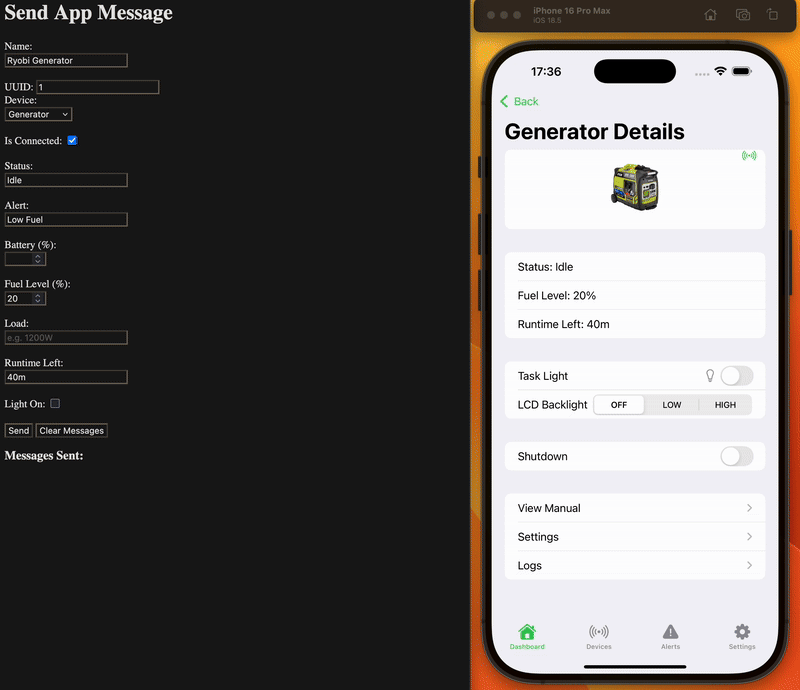 Send App Message
Name:
Ryobi Generator
UUID: 1
Device:
Generator
Is Connected:
Status:
Idle
Alert:
Low Fuel
Battery (%):
Fuel Level (%):
20
Load:
e.g. 1200W
Runtime Left:
40m
Light On:
Send Clear Messages
Messages Sent:
iPhone 16 Pro Max
iOS 18.5
17:36
Back
Generator Details
Status: Idle
Fuel Level: 20%
Runtime Left: 40m
Task Light
LCD Backlight OFF LOW HIGH
Shutdown
View Manual
Settings
Logs
Dashboard Devices Alerts Settings